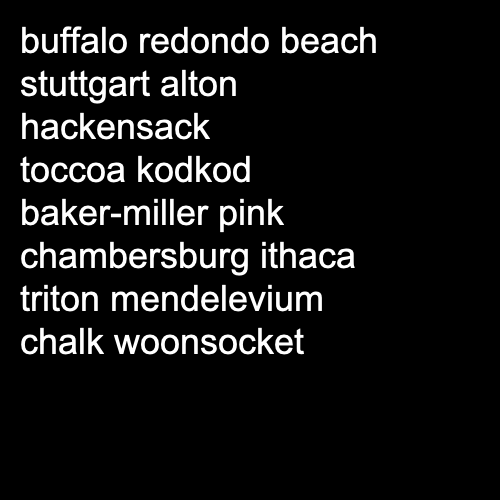 buffalo redondo beach
stuttgart alton
hackensack
toccoa kodkod
baker-miller pink
chambersburg ithaca
triton mendelevium
chalk woonsocket